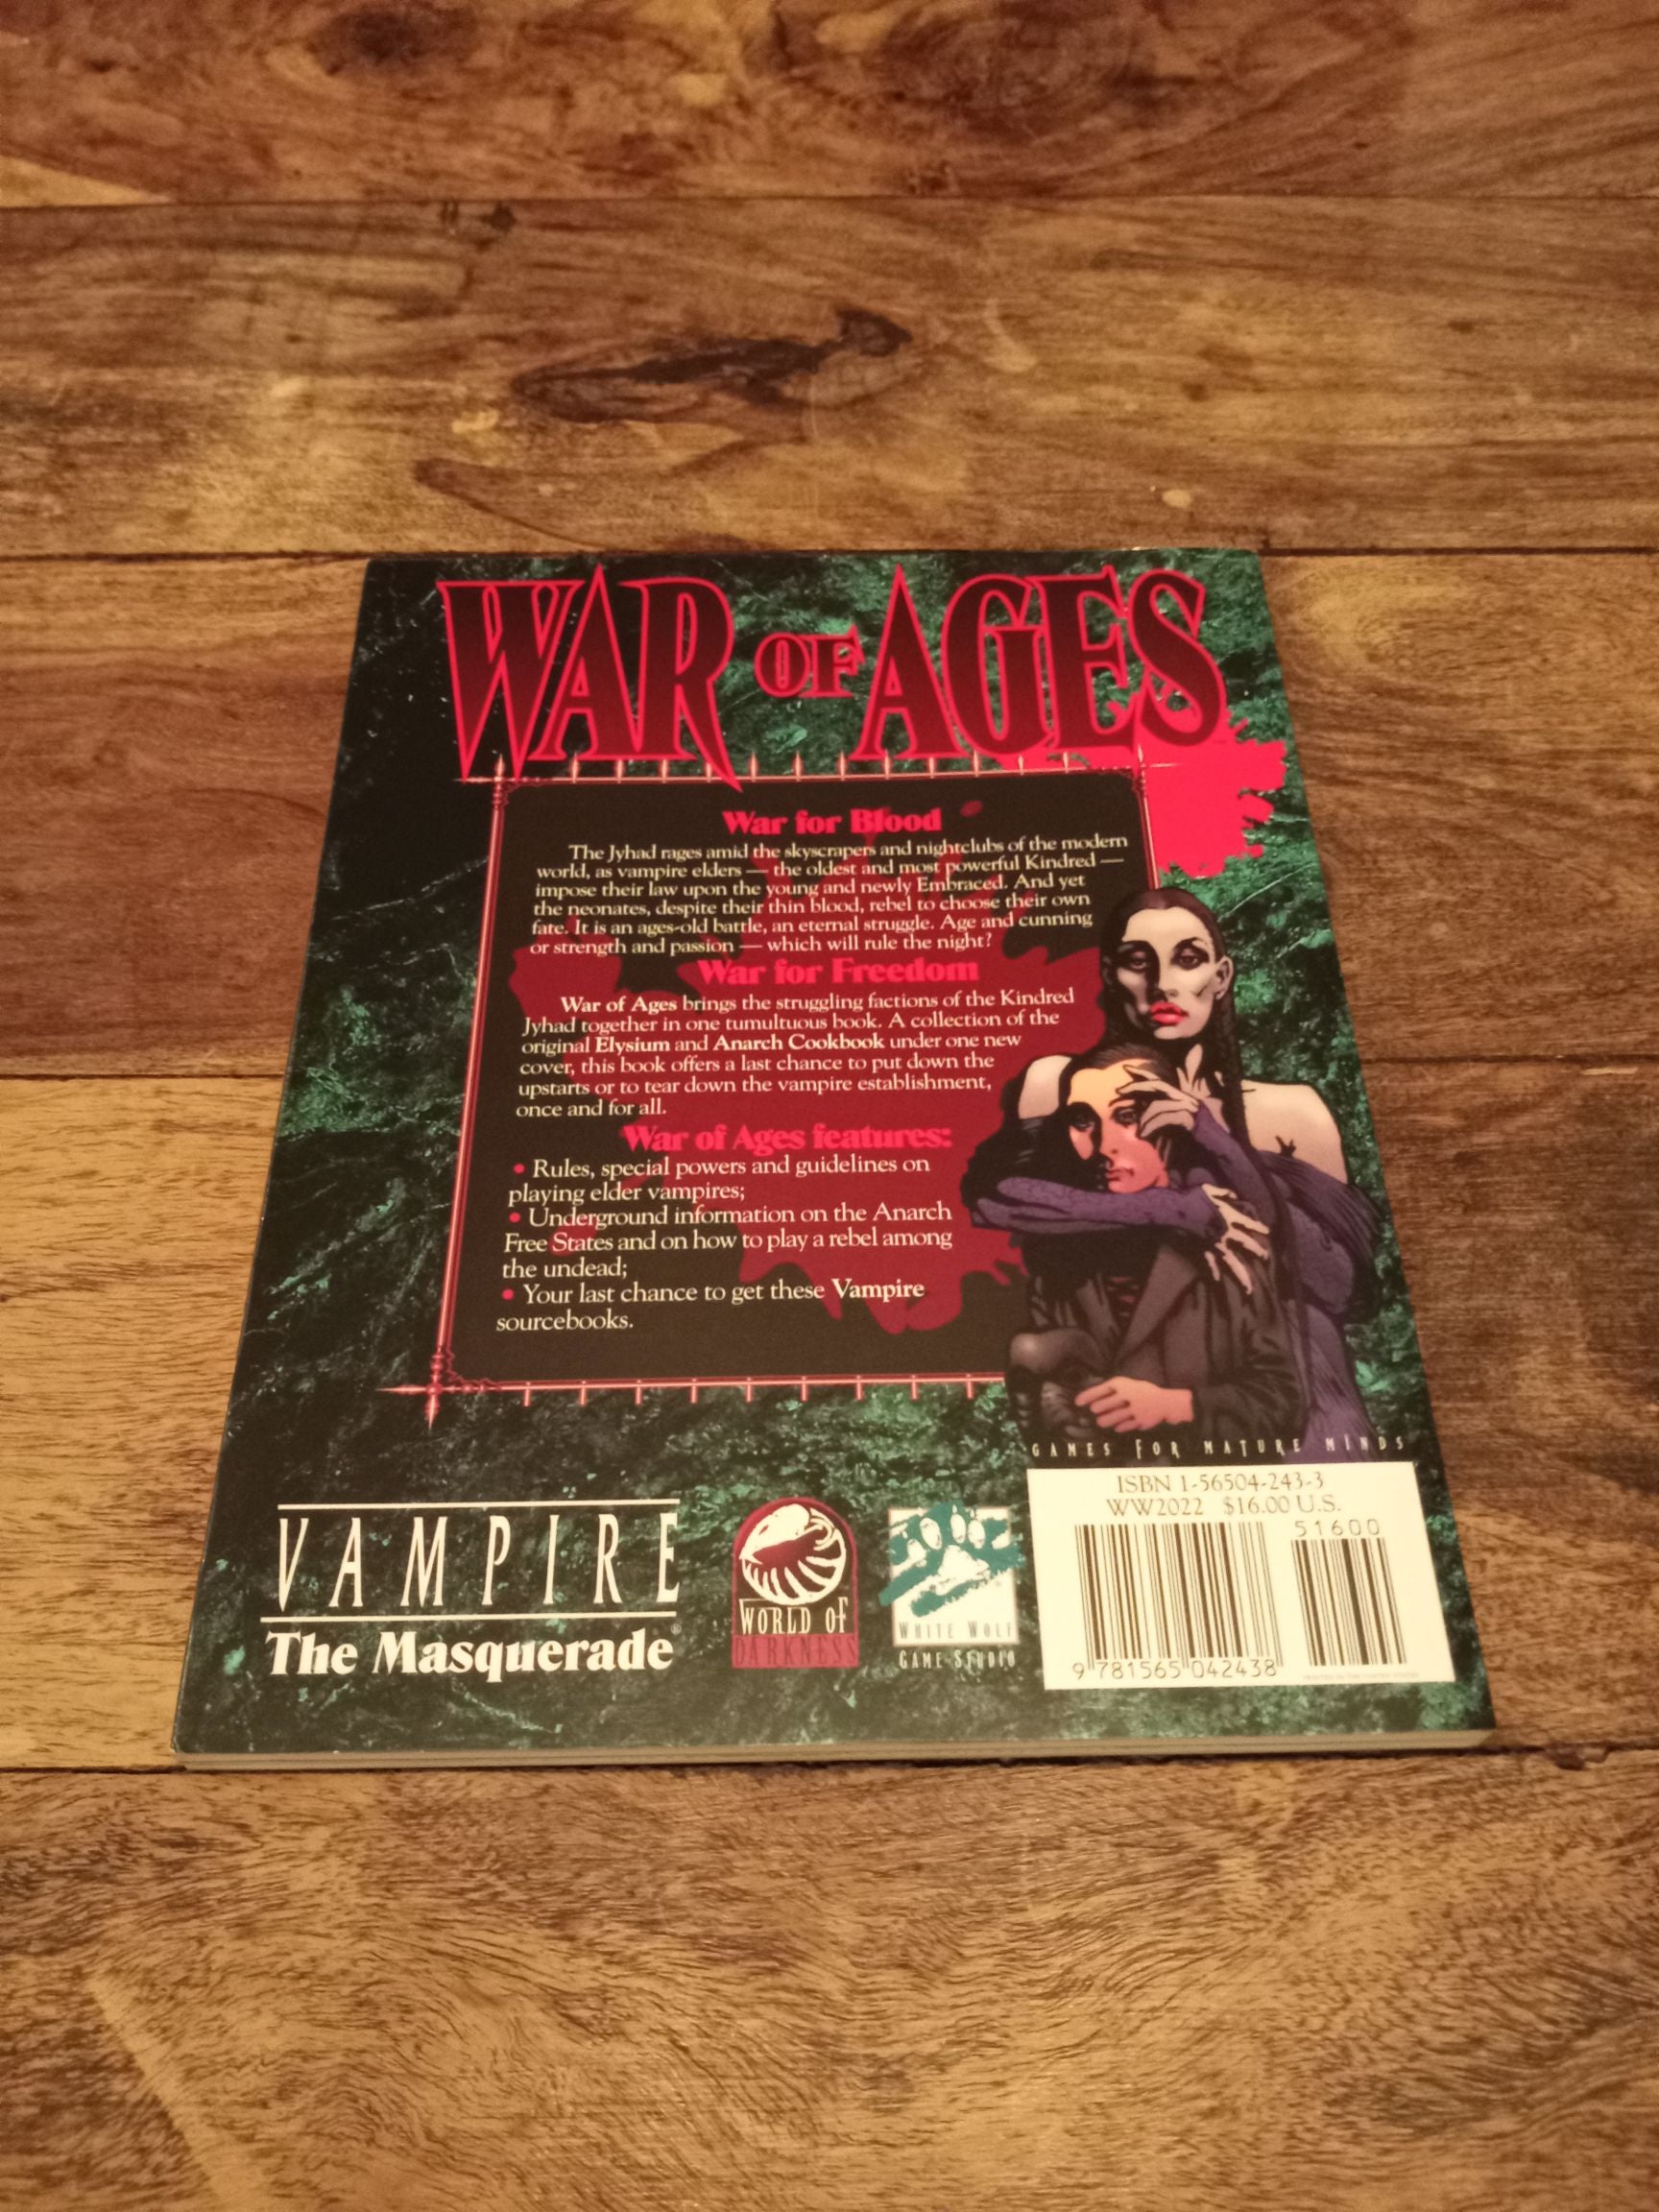 WAR OF AGES
War for Blood
The Jyhad rages amid the skyscrapers and nightclubs of the modern
world, as vampire elders — the oldest and most powerful Kindred —
impose their law upon the young and newly Embraced. And yet
the neonates, despite their thin blood, rebel to choose their own
fate. It is an ages-old battle, an eternal struggle. Age and cunning
or strength and passion — which will rule the night?
War for Freedom
War of Ages brings the struggling factions of the Kindred
Jyhad together in one tumultuous book. A collection of the
original Elysium and Anarch Cookbook under one new
cover, this book offers a last chance to put down the
upstarts or to tear down the vampire establishment,
once and for all.
War of Ages features:
• Rules, special powers and guidelines on
playing elder vampires;
• Underground information on the Anarch
Free States and on how to play a rebel among
the undead;
• Your last chance to get these Vampire
sourcebooks.
GAMES FOR MATURE MINDS
ISBN 1-56504-243-3
WW2022 $16.00 U.S.
51600
9 781565 042438
VAMPIRE
The Masquerade®
WORLD OF
DARKNESS
WHITE WOLF
GAME STUDIO